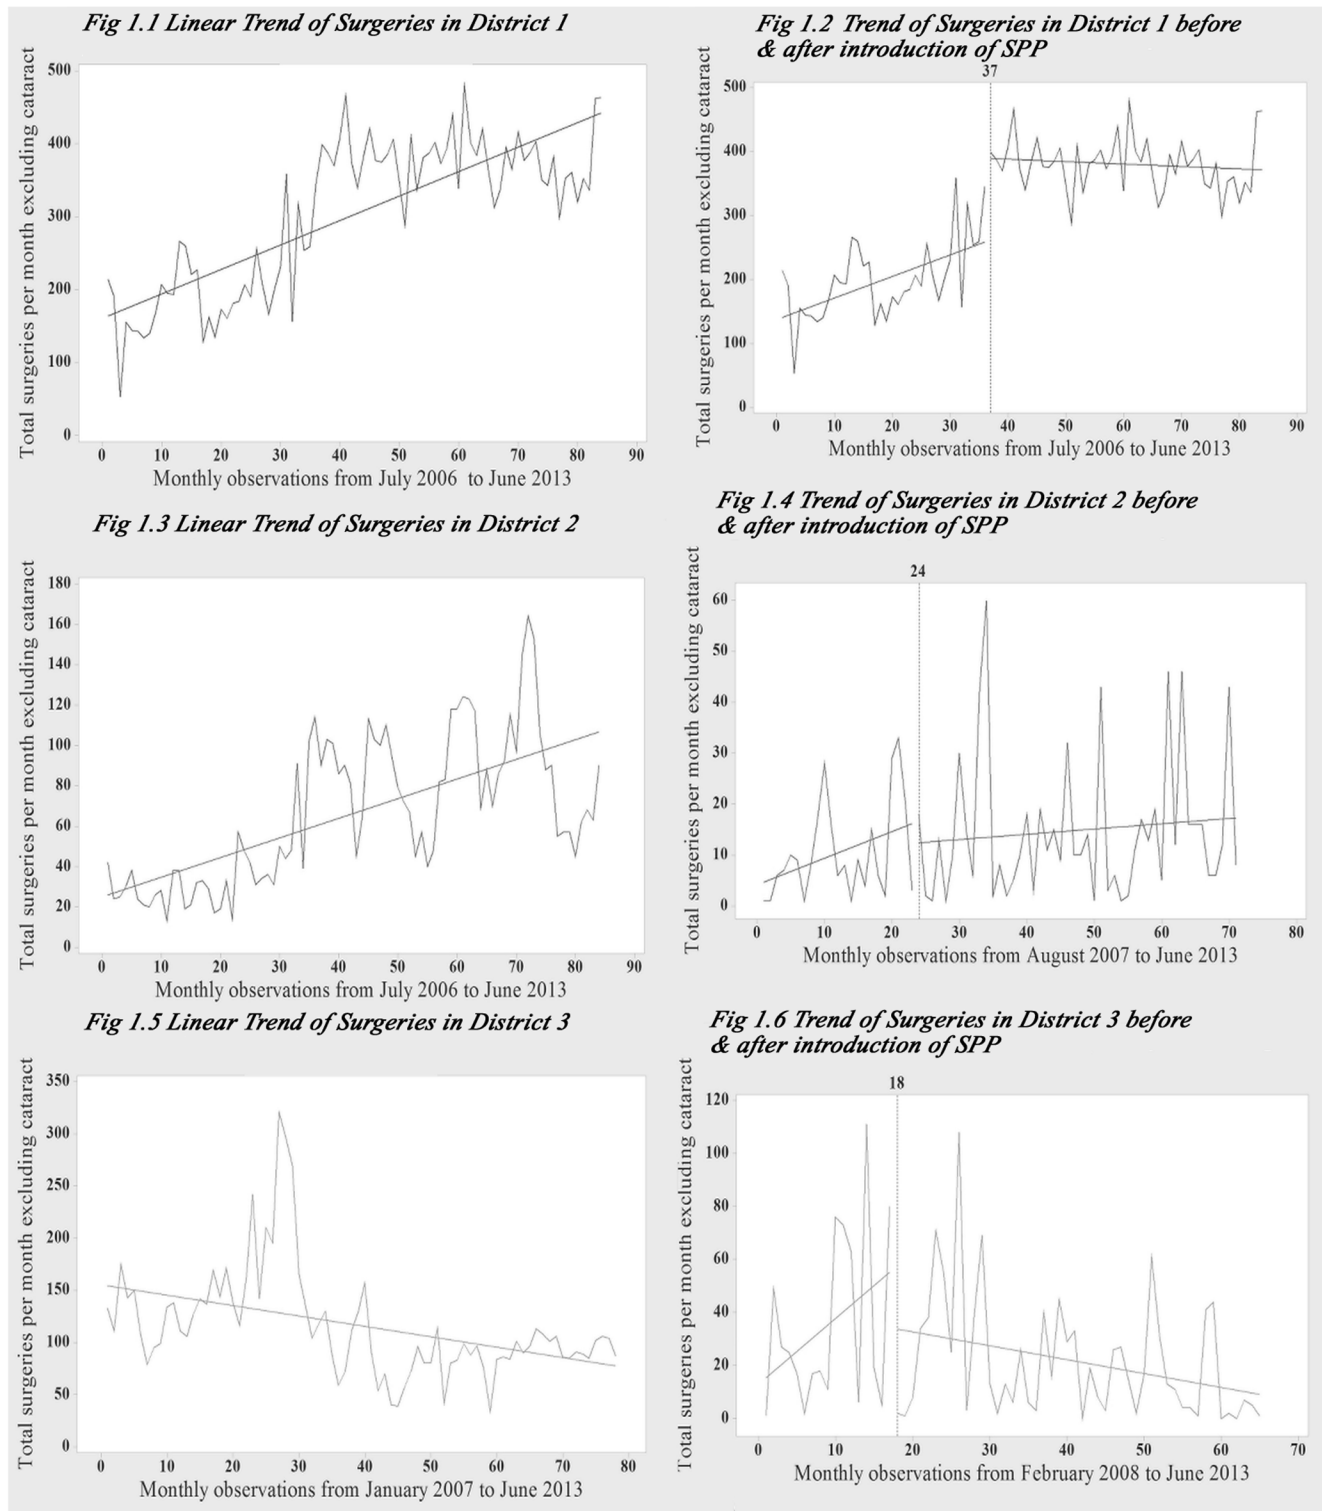 Fig 1.1 Linear Trend of Surgeries in District 1
Total surgeries per month excluding cataract
500
400
300
200
100
0
0 10 20 30 40 50 60 70 80 90
Monthly observations from July 2006 to June 2013
Fig 1.2 Trend of Surgeries in District 1 before
& after introduction of SPP
37
Total surgeries per month excluding cataract
500
400
300
200
100
0
0 10 20 30 40 50 60 70 80 90
Monthly observations from July 2006 to June 2013
Fig 1.3 Linear Trend of Surgeries in District 2
Total surgeries per month excluding cataract
180
160
140
120
100
80
60
40
20
0
0 10 20 30 40 50 60 70 80 90
Monthly observations from July 2006 to June 2013
Fig 1.4 Trend of Surgeries in District 2 before
& after introduction of SPP
24
Total surgeries per month excluding cataract
60
50
40
30
20
10
0
0 10 20 30 40 50 60 70 80
Monthly observations from August 2007 to June 2013
Fig 1.5 Linear Trend of Surgeries in District 3
Total surgeries per month excluding cataract
350
300
250
200
150
100
50
0
0 10 20 30 40 50 60 70 80
Monthly observations from January 2007 to June 2013
Fig 1.6 Trend of Surgeries in District 3 before
& after introduction of SPP
18
Total surgeries per month excluding cataract
120
100
80
60
40
20
0
0 10 20 30 40 50 60 70
Monthly observations from February 2008 to June 2013